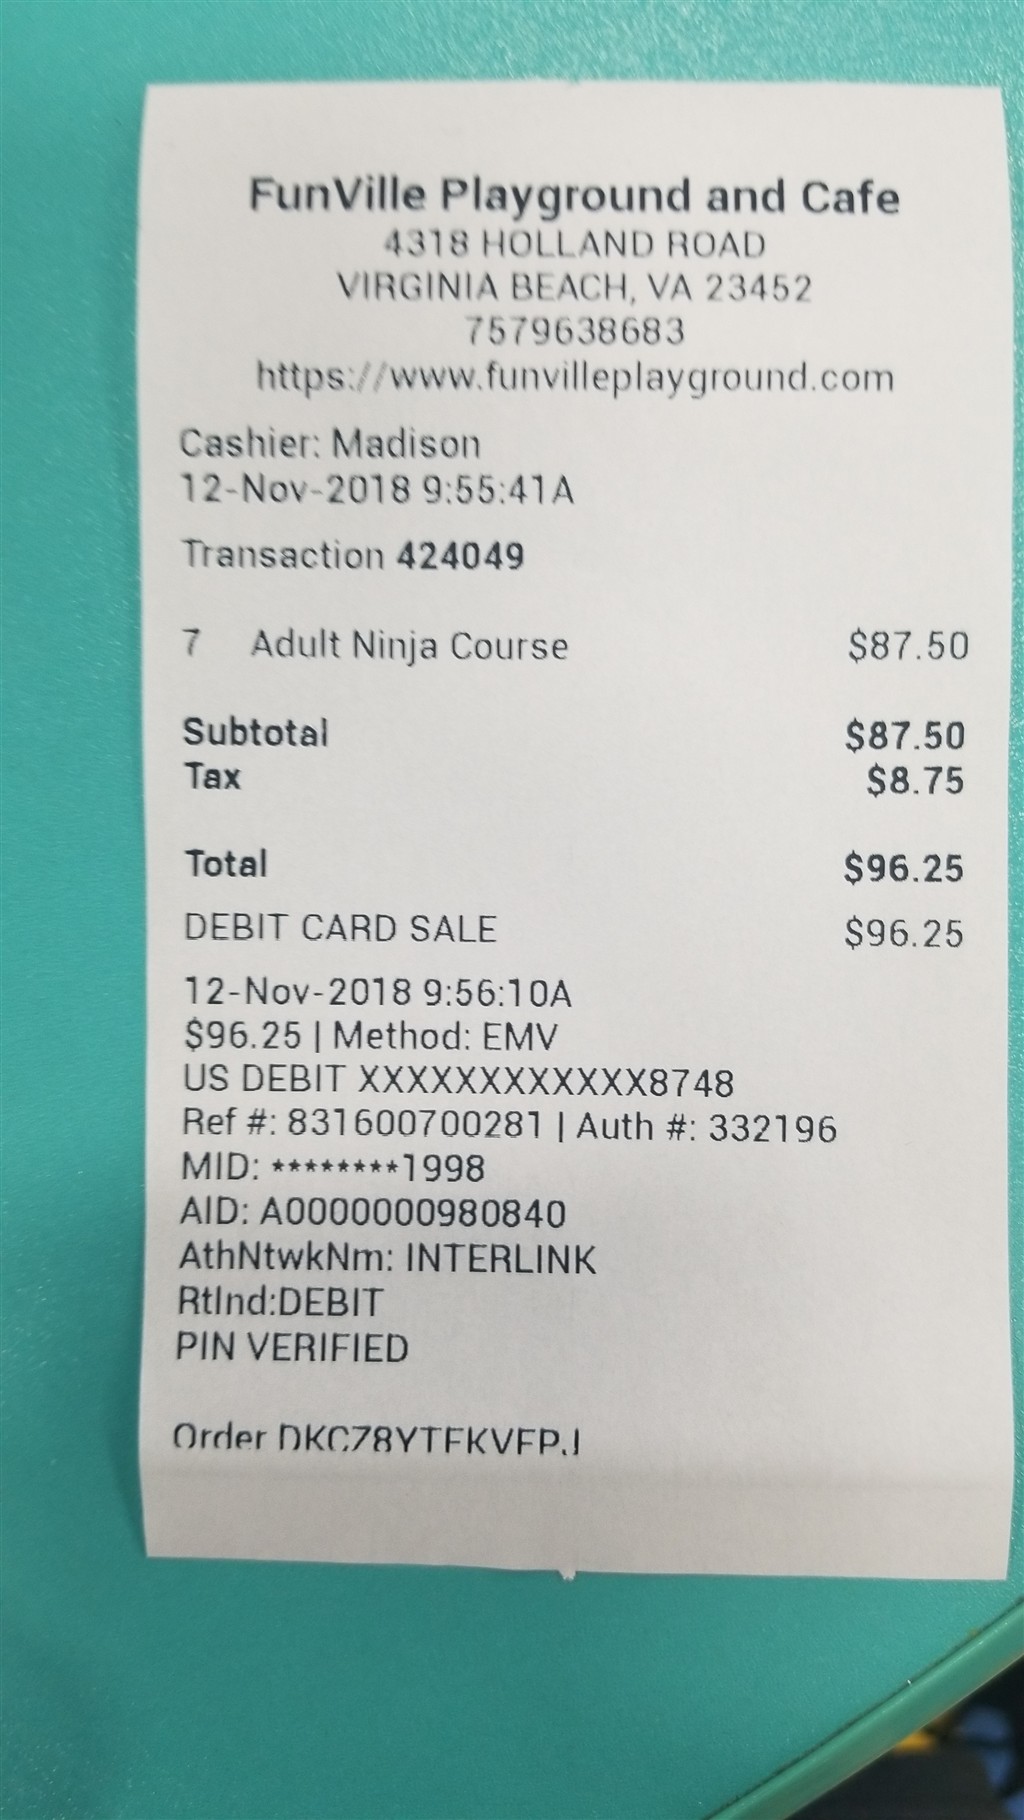 FunVille Playground and Cafe
4318 HOLLAND ROAD
VIRGINIA BEACH, VA 23452
7579638683
https://www.funvilleplayground.com
Cashier: Madison
12-Nov-2018 9:55:41A
Transaction 424049
7 Adult Ninja Course $87.50
Subtotal $87.50
Tax $8.75
Total $96.25
DEBIT CARD SALE $96.25
12-Nov-2018 9:56:10A
$96.25 | Method: EMV
US DEBIT XXXXXXXXXXXX8748
Ref #: 831600700281 | Auth #: 332196
MID: ********1998
AID: A0000000980840
AthNtwkNm: INTERLINK
RtInd:DEBIT
PIN VERIFIED
Order